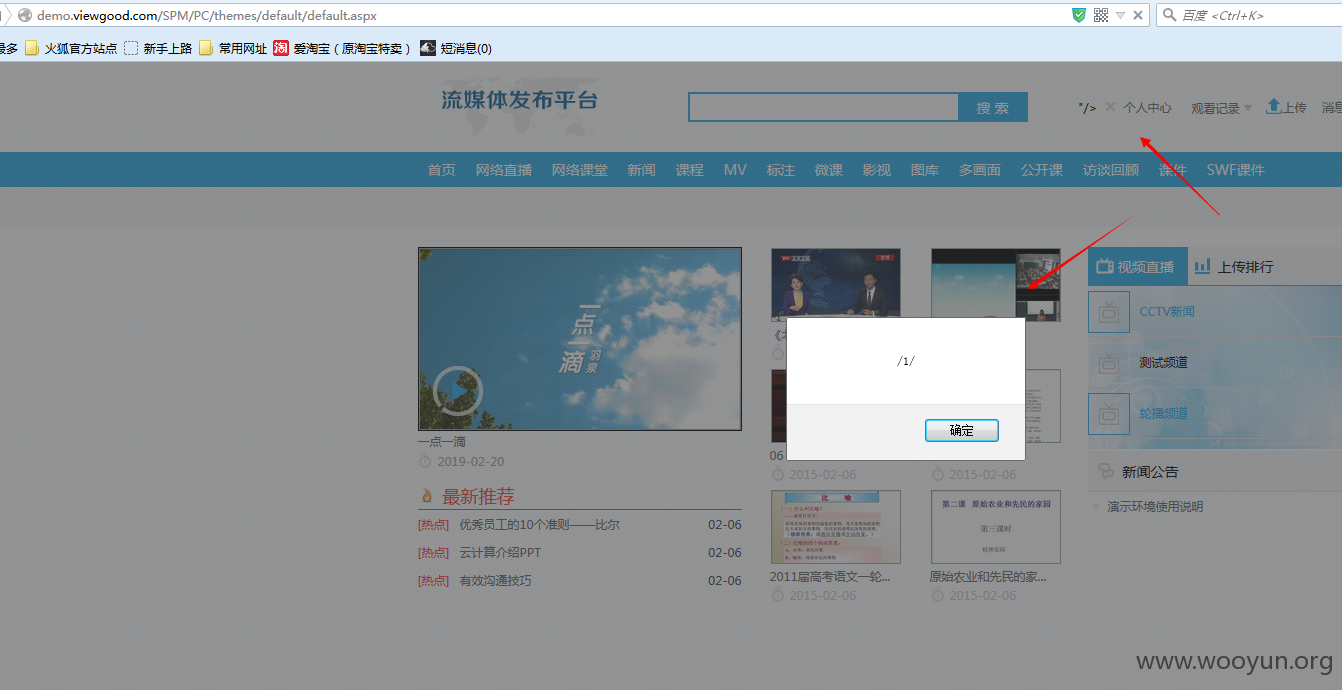 demo.viewgood.com/SPM/PC/themes/default/default.aspx
百度 <Ctrl+K>
最多 火狐官方站点 新手上路 常用网址 淘 爱淘宝（原淘宝特卖） 短消息(0)
流媒体发布平台
搜 索
"/> 个人中心 观看记录 上传 消息
首页 网络直播 网络课堂 新闻 课程 MV 标注 微课 影视 图库 多画面 公开课 访谈回顾 课件 SWF课件
一点一滴
羽泉
视频直播 上传排行
CCTV新闻
测试频道
轮播频道
/1/
确定
一点一滴
2019-02-20
06
2015-02-06
2015-02-06
新闻公告
演示环境使用说明
最新推荐
[热点] 优秀员工的10个准则——比尔 02-06
[热点] 云计算介绍PPT 02-06
[热点] 有效沟通技巧 02-06
比 喻
第二课 原始农业和先民的家园
第三课时
2011届高考语文一轮...
2015-02-06
原始农业和先民的家...
2015-02-06
www.wooyun.org